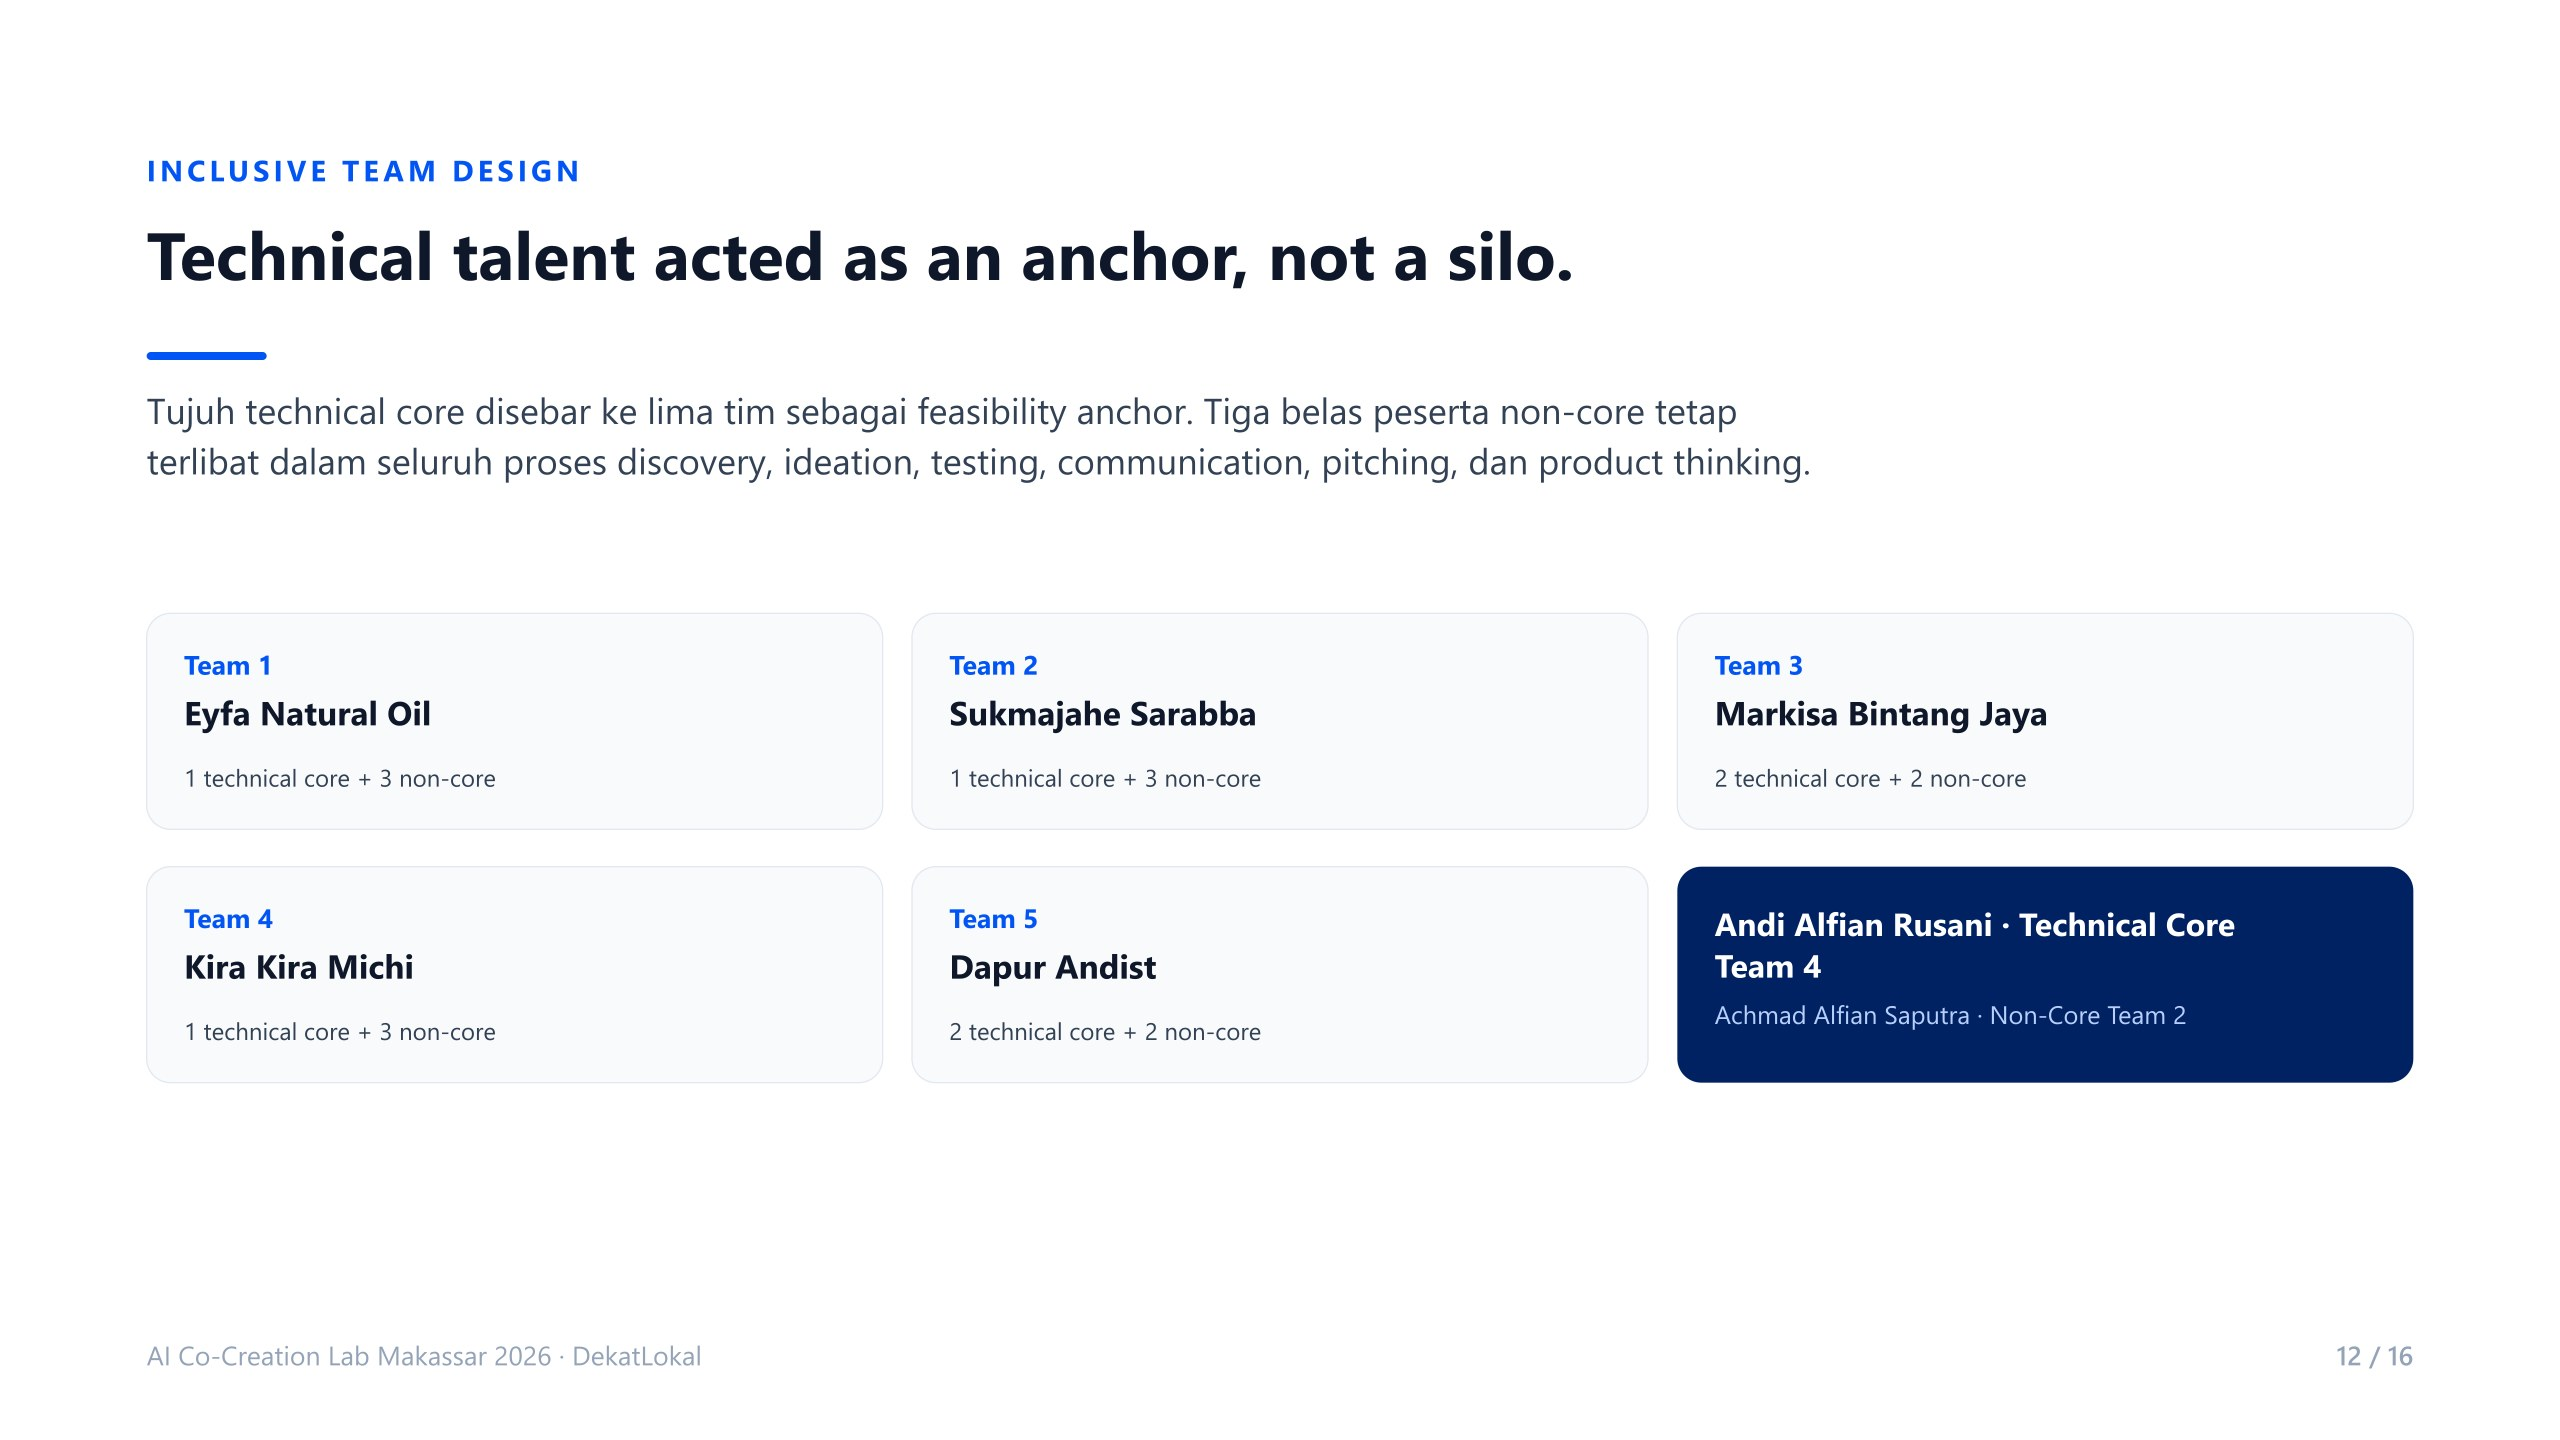 INCLUSIVE TEAM DESIGN
Technical talent acted as an anchor, not a silo.
Tujuh technical core disebar ke lima tim sebagai feasibility anchor. Tiga belas peserta non-core tetap
terlibat dalam seluruh proses discovery, ideation, testing, communication, pitching, dan product thinking.
Team 1
Eyfa Natural Oil
1 technical core + 3 non-core
Team 2
Sukmajahe Sarabba
1 technical core + 3 non-core
Team 3
Markisa Bintang Jaya
2 technical core + 2 non-core
Team 4
Kira Kira Michi
1 technical core + 3 non-core
Team 5
Dapur Andist
2 technical core + 2 non-core
Andi Alfian Rusani · Technical Core
Team 4
Achmad Alfian Saputra · Non-Core Team 2
AI Co-Creation Lab Makassar 2026 · DekatLokal
12 / 16